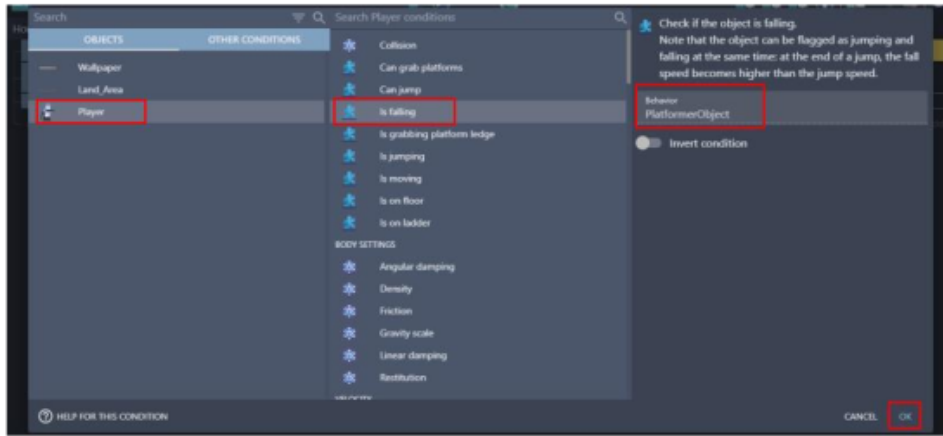 Search
OBJECTS
OTHER CONDITIONS
Wallpaper
Land_Area
Player
Search Player conditions
Collision
Can grab platforms
Can jump
Is falling
Is grabbing platform ledge
Is jumping
Is moving
Is on floor
Is on ladder
BODY SETTINGS
Angular damping
Density
Friction
Gravity scale
Linear damping
Restitution
Check if the object is falling.
Note that the object can be flagged as jumping and
falling at the same time: at the end of a jump, the fall
speed becomes higher than the jump speed.
Behavior
PlatformerObject
Invert condition
HELP FOR THIS CONDITION
CANCEL
OK